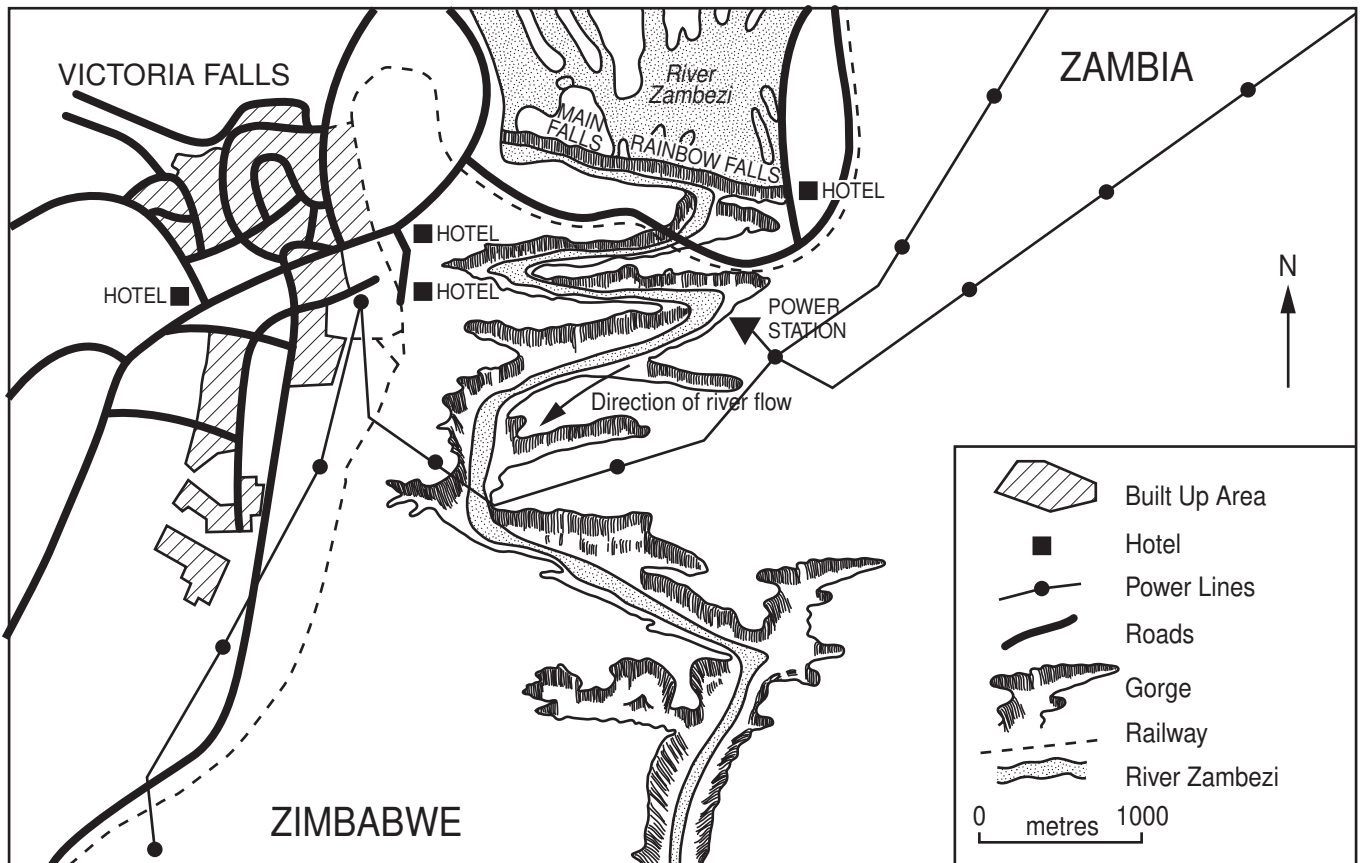 VICTORIA FALLS
River
Zambezi
ZAMBIA
MAIN
FALLS
RAINBOW FALLS
HOTEL
HOTEL
HOTEL
HOTEL
POWER
STATION
N
Direction of river flow
ZIMBABWE
Built Up Area
Hotel
Power Lines
Roads
Gorge
Railway
River Zambezi
0 metres 1000